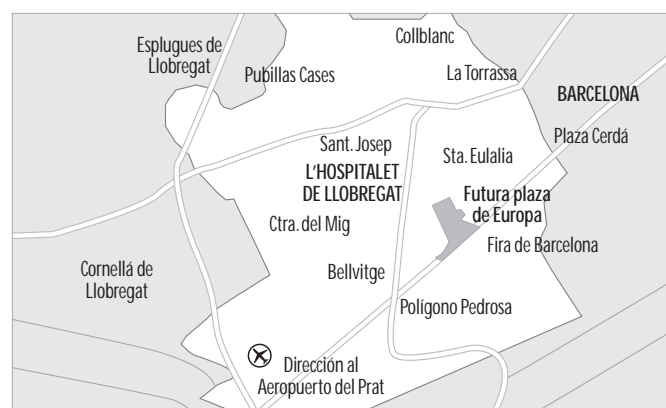 Collblanc
Esplugues de
Llobregat
Pubillas Cases
La Torrassa
BARCELONA
Plaza Cerdá
Sant. Josep
Sta. Eulalia
L'HOSPITALET
DE LLOBREGAT
Futura plaza
de Europa
Ctra. del Mig
Fira de Barcelona
Cornellá de
Llobregat
Bellvitge
Polígono Pedrosa
Dirección al
Aeropuerto del Prat